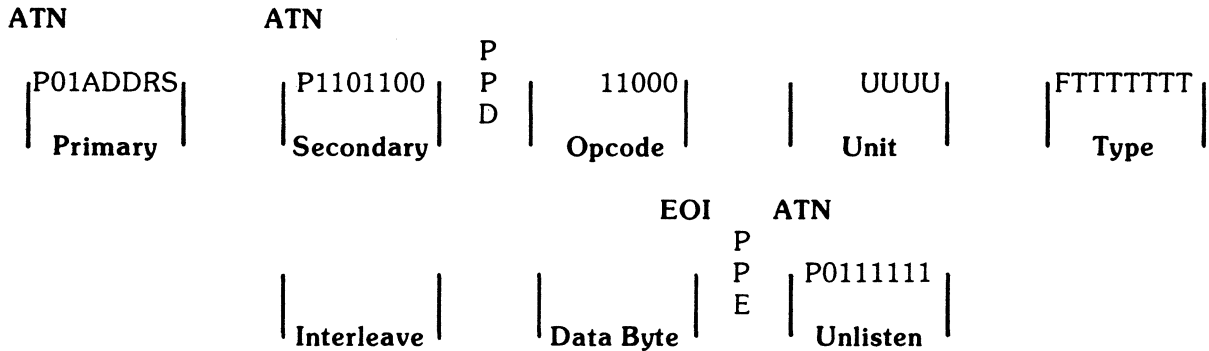 ATN ATN
P
P
D
P01ADDRS P1101100 11000 UUUU FTTTTTTT
Primary Secondary Opcode Unit Type
EOI ATN
P
P
E
P0111111
Interleave Data Byte Unlisten